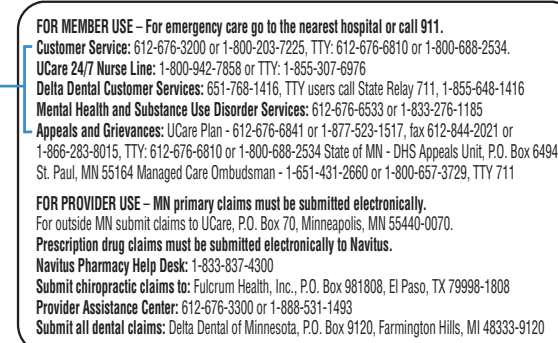 FOR MEMBER USE – For emergency care go to the nearest hospital or call 911.
Customer Service: 612-676-3200 or 1-800-203-7225, TTY: 612-676-6810 or 1-800-688-2534.
UCare 24/7 Nurse Line: 1-800-942-7858 or TTY: 1-855-307-6976
Delta Dental Customer Services: 651-768-1416, TTY users call State Relay 711, 1-855-648-1416
Mental Health and Substance Use Disorder Services: 612-676-6533 or 1-833-276-1185
Appeals and Grievances: UCare Plan - 612-676-6841 or 1-877-523-1517, fax 612-844-2021 or
1-866-283-8015, TTY: 612-676-6810 or 1-800-688-2534 State of MN - DHS Appeals Unit, P.O. Box 6494
St. Paul, MN 55164 Managed Care Ombudsman - 1-651-431-2660 or 1-800-657-3729, TTY 711
FOR PROVIDER USE – MN primary claims must be submitted electronically.
For outside MN submit claims to UCare, P.O. Box 70, Minneapolis, MN 55440-0070.
Prescription drug claims must be submitted electronically to Navitus.
Navitus Pharmacy Help Desk: 1-833-837-4300
Submit chiropractic claims to: Fulcrum Health, Inc., P.O. Box 981808, El Paso, TX 79998-1808
Provider Assistance Center: 612-676-3300 or 1-888-531-1493
Submit all dental claims: Delta Dental of Minnesota, P.O. Box 9120, Farmington Hills, MI 48333-9120